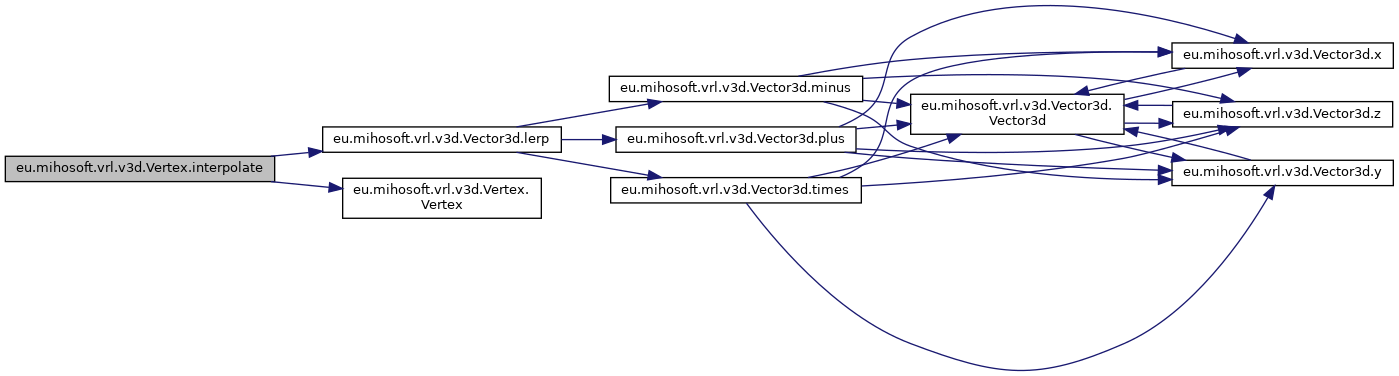 eu.mihosoft.vrl.v3d.Vertex.interpolate
eu.mihosoft.vrl.v3d.Vector3d.lerp
eu.mihosoft.vrl.v3d.Vertex.
Vertex
eu.mihosoft.vrl.v3d.Vector3d.minus
eu.mihosoft.vrl.v3d.Vector3d.plus
eu.mihosoft.vrl.v3d.Vector3d.times
eu.mihosoft.vrl.v3d.Vector3d.
Vector3d
eu.mihosoft.vrl.v3d.Vector3d.x
eu.mihosoft.vrl.v3d.Vector3d.z
eu.mihosoft.vrl.v3d.Vector3d.y